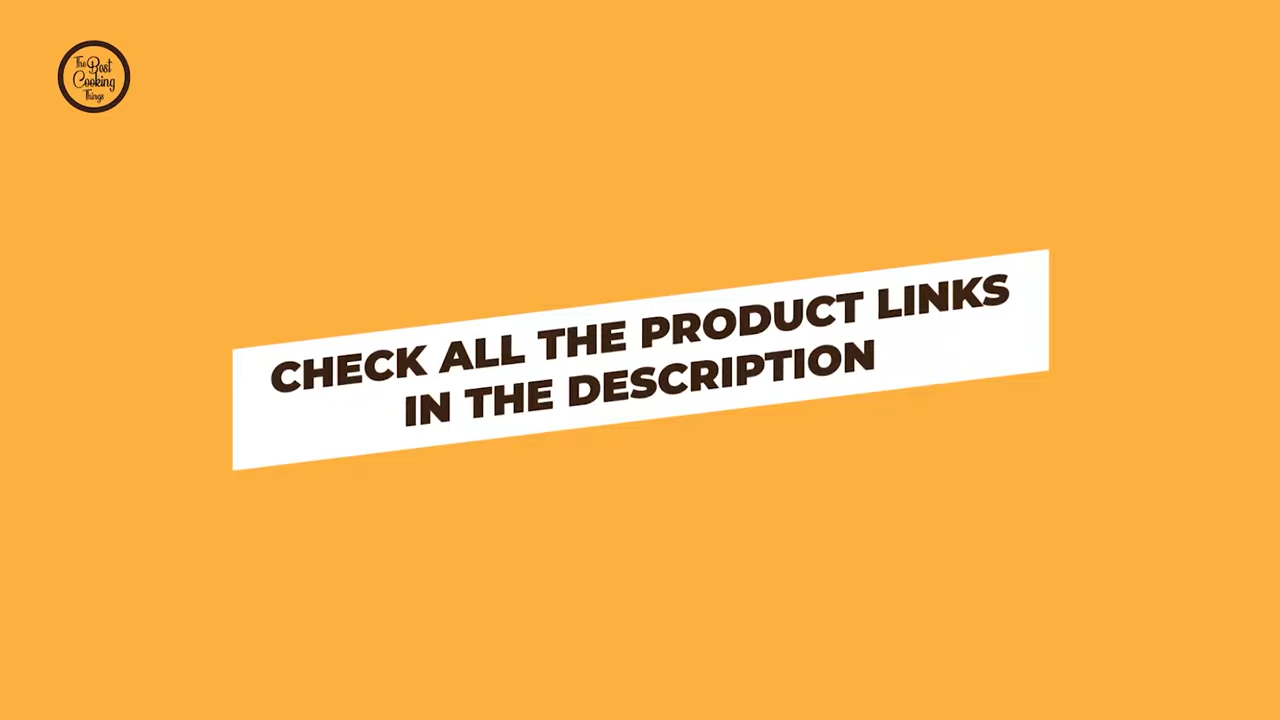 The Best
Cooking
Things
CHECK ALL THE PRODUCT LINKS
IN THE DESCRIPTION